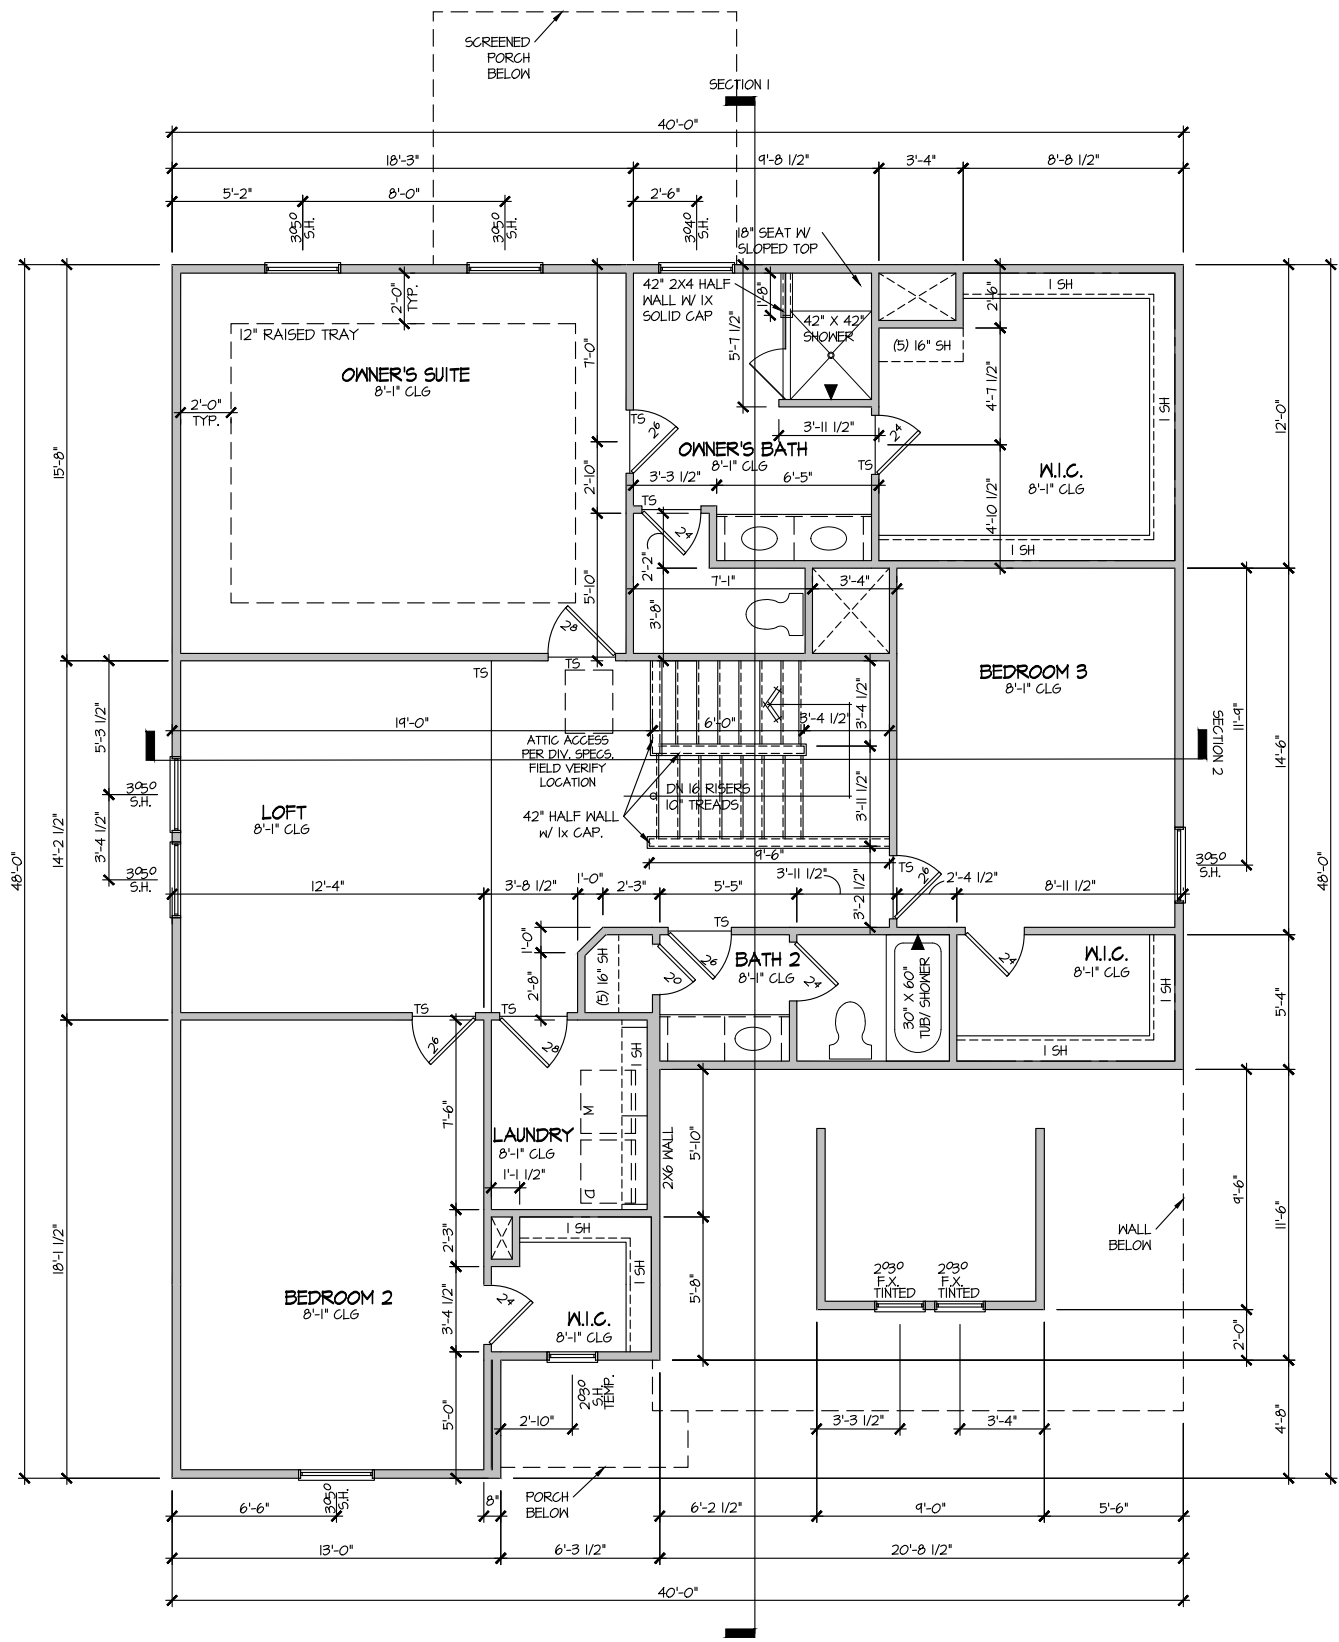 SCREENED
PORCH
BELOW
SECTION 1
40'-0"
18'-3"
9'-8 1/2"
3'-4"
8'-8 1/2"
5'-2"
8'-0"
2'-6"
3050
S.H.
3050
S.H.
3040
S.H.
18" SEAT W/
SLOPED TOP
42" 2X4 HALF
WALL W/ 1X
SOLID CAP
1'-8"
5'-7 1/2"
42" X 42"
SHOWER
2'-0"
TYP.
12" RAISED TRAY
OWNER'S SUITE
8'-1" CLG
2'-0"
TYP.
7'-0"
2'-10"
5'-10"
1 SH
2'-6"
(5) 16" SH
4'-7 1/2"
1 SH
12'-0"
15'-8"
TS
26
3'-11 1/2"
24
TS
OWNER'S BATH
8'-1" CLG
W.I.C.
8'-1" CLG
3'-3 1/2"
6'-5"
4'-10 1/2"
1 SH
TS
24
2'-2"
7'-1"
3'-4"
3'-8"
28
TS
TS
BEDROOM 3
8'-1" CLG
5'-3 1/2"
19'-0"
6'-0"
3'-4 1/2"
3'-4 1/2"
11'-9"
14'-6"
SECTION 2
ATTIC ACCESS
PER DIV. SPECS.
FIELD VERIFY
LOCATION
3050
S.H.
DN 16 RISERS
10" TREADS
3'-11 1/2"
LOFT
8'-1" CLG
42" HALF WALL
W/ 1x CAP.
14'-2 1/2"
3'-4 1/2"
48'-0"
48'-0"
9'-6"
3050
S.H.
TS
26
3050
S.H.
12'-4"
3'-8 1/2"
1'-0"
2'-3"
5'-5"
3'-11 1/2"
3'-2 1/2"
2'-4 1/2"
8'-11 1/2"
TS
1'-0"
2'-8"
(5) 16" SH
20
26
BATH 2
8'-1" CLG
24
30" X 60"
TUB/ SHOWER
24
W.I.C.
8'-1" CLG
1 SH
1 SH
5'-4"
TS
26
TS
28
1 SH
7'-6"
W
LAUNDRY
8'-1" CLG
1'-1 1/2"
D
2X6 WALL
5'-10"
9'-6"
11'-6"
WALL
BELOW
18'-1 1/2"
2'-3"
1 SH
1 SH
5'-8"
BEDROOM 2
8'-1" CLG
3'-4 1/2"
24
W.I.C.
8'-1" CLG
2030
F.X.
TINTED
2030
F.X.
TINTED
2'-0"
5'-0"
2'-10"
2030
S.H.
TEMP.
3'-3 1/2"
3'-4"
4'-8"
6'-6"
3050
S.H.
8"
PORCH
BELOW
6'-2 1/2"
9'-0"
5'-6"
13'-0"
6'-3 1/2"
20'-8 1/2"
40'-0"